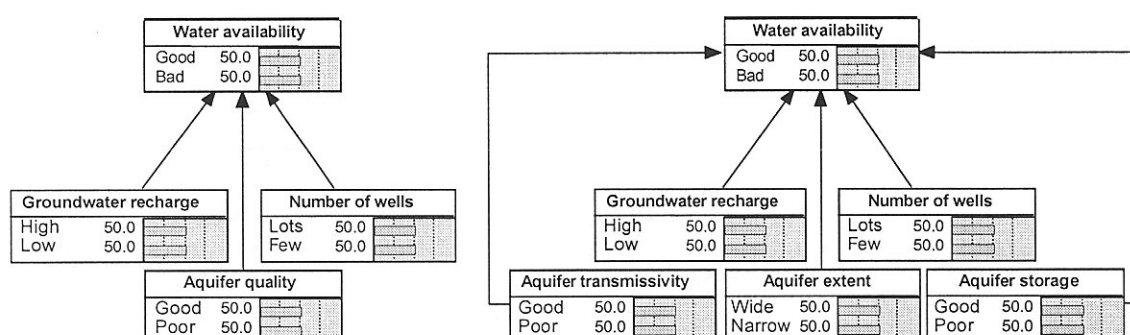 Water availability
Good 50.0
Bad 50.0
Groundwater recharge
High 50.0
Low 50.0
Number of wells
Lots 50.0
Few 50.0
Aquifer quality
Good 50.0
Poor 50.0
Water availability
Good 50.0
Bad 50.0
Groundwater recharge
High 50.0
Low 50.0
Number of wells
Lots 50.0
Few 50.0
Aquifer transmissivity
Good 50.0
Poor 50.0
Aquifer extent
Wide 50.0
Narrow 50.0
Aquifer storage
Good 50.0
Poor 50.0